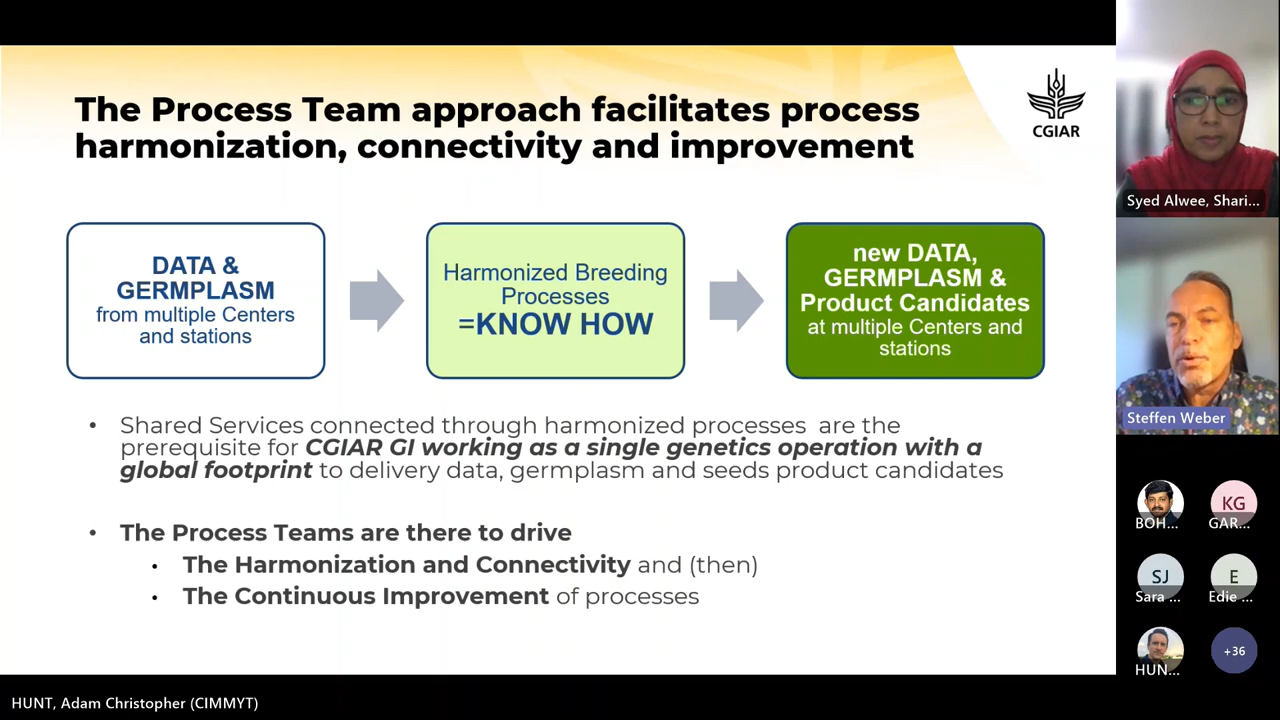 The Process Team approach facilitates process
harmonization, connectivity and improvement
CGIAR
DATA &
GERMPLASM
from multiple Centers
and stations
Harmonized Breeding
Processes
=KNOW HOW
new DATA,
GERMPLASM &
Product Candidates
at multiple Centers and
stations
• Shared Services connected through harmonized processes are the
prerequisite for CGIAR GI working as a single genetics operation with a
global footprint to delivery data, germplasm and seeds product candidates
• The Process Teams are there to drive
• The Harmonization and Connectivity and (then)
• The Continuous Improvement of processes
Syed Alwee, Shari...
Steffen Weber
KG
BOH...
GAR...
SJ
E
Sara ...
Edie ...
HUN...
+36
HUNT, Adam Christopher (CIMMYT)